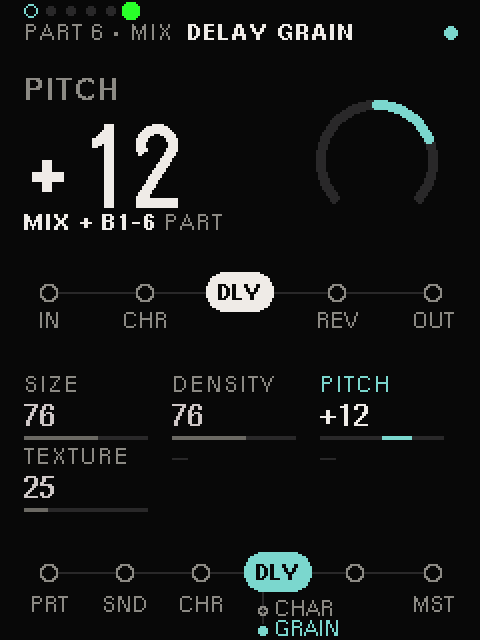 PART 6 · MIX DELAY GRAIN
PITCH
+12
MIX + B1-6 PART
DLY
IN CHR REV OUT
SIZE DENSITY PITCH
76 76 +12
TEXTURE — —
25
DLY
PRT SND CHR MST
CHAR
GRAIN